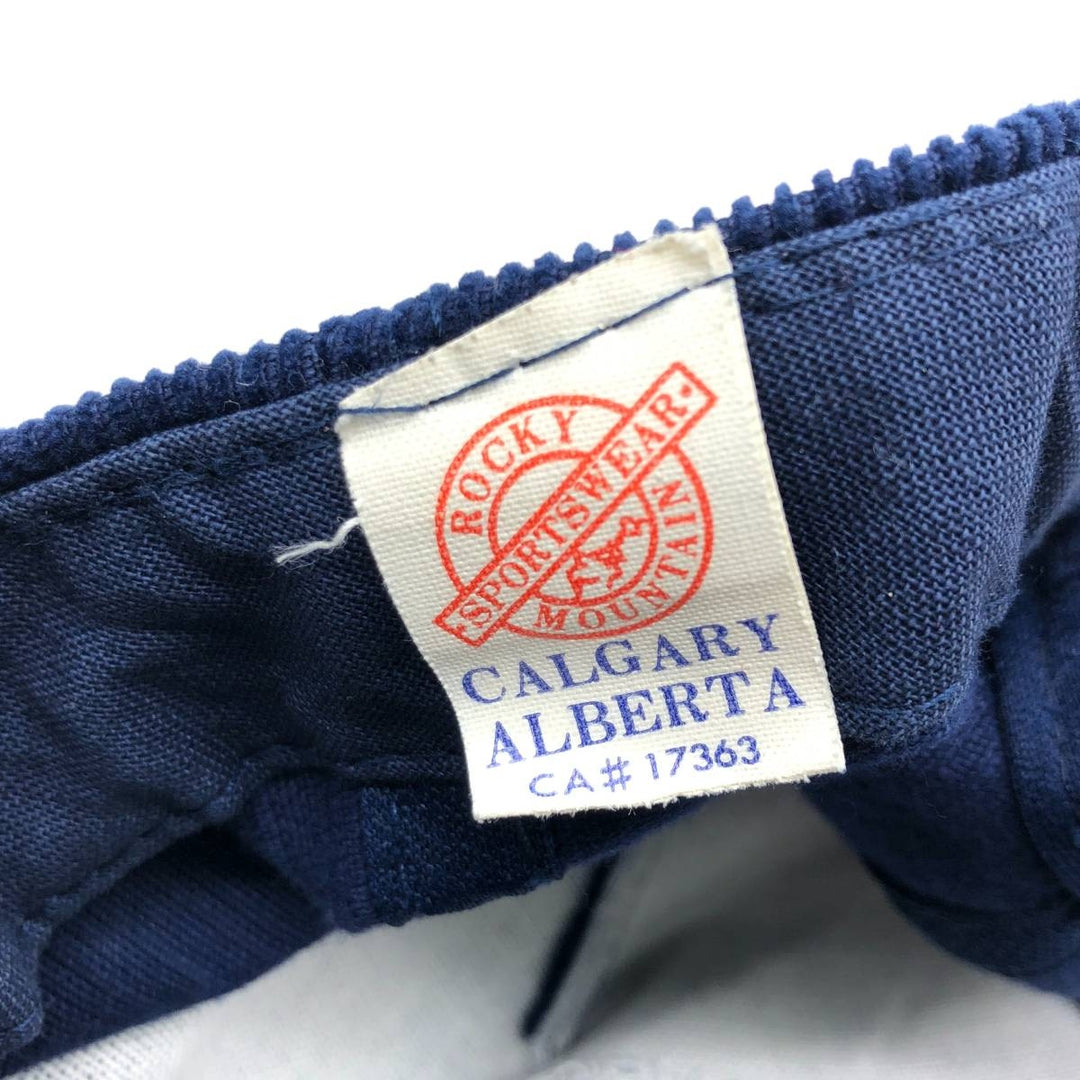 ROCKY
·SPORTSWEAR·
MOUNTAIN
CALGARY
ALBERTA
CA# 17363